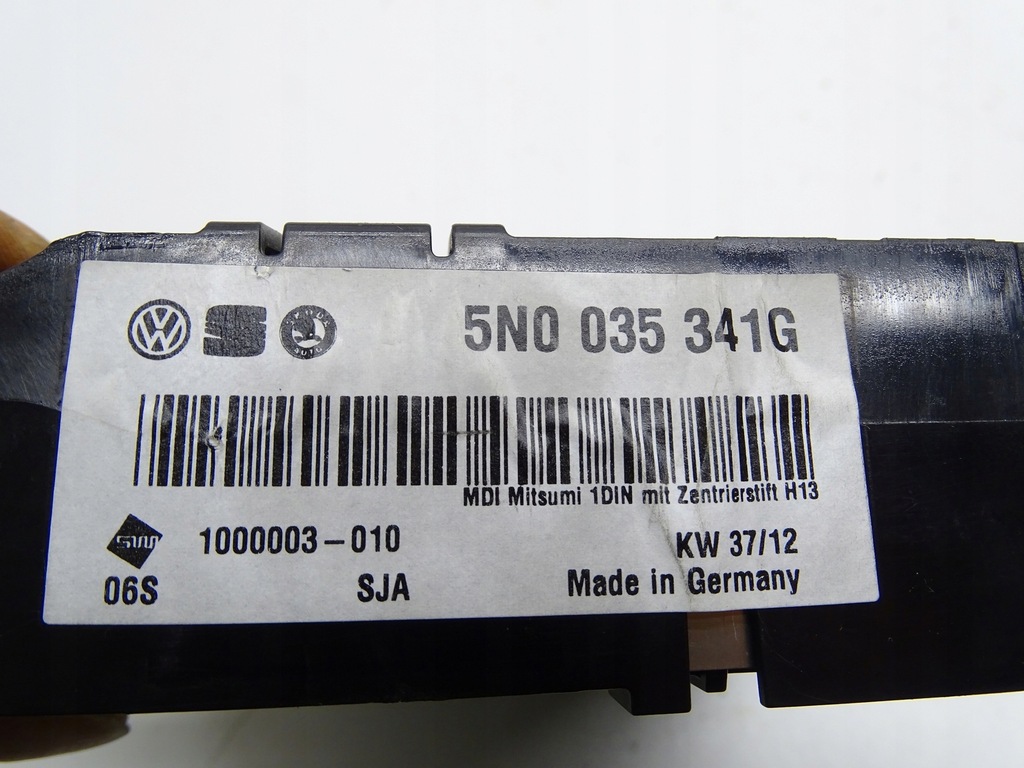 5N0 035 341G
MDI Mitsumi 1DIN mit Zentrierstift H13
1000003-010
KW 37/12
06S
SJA
Made in Germany